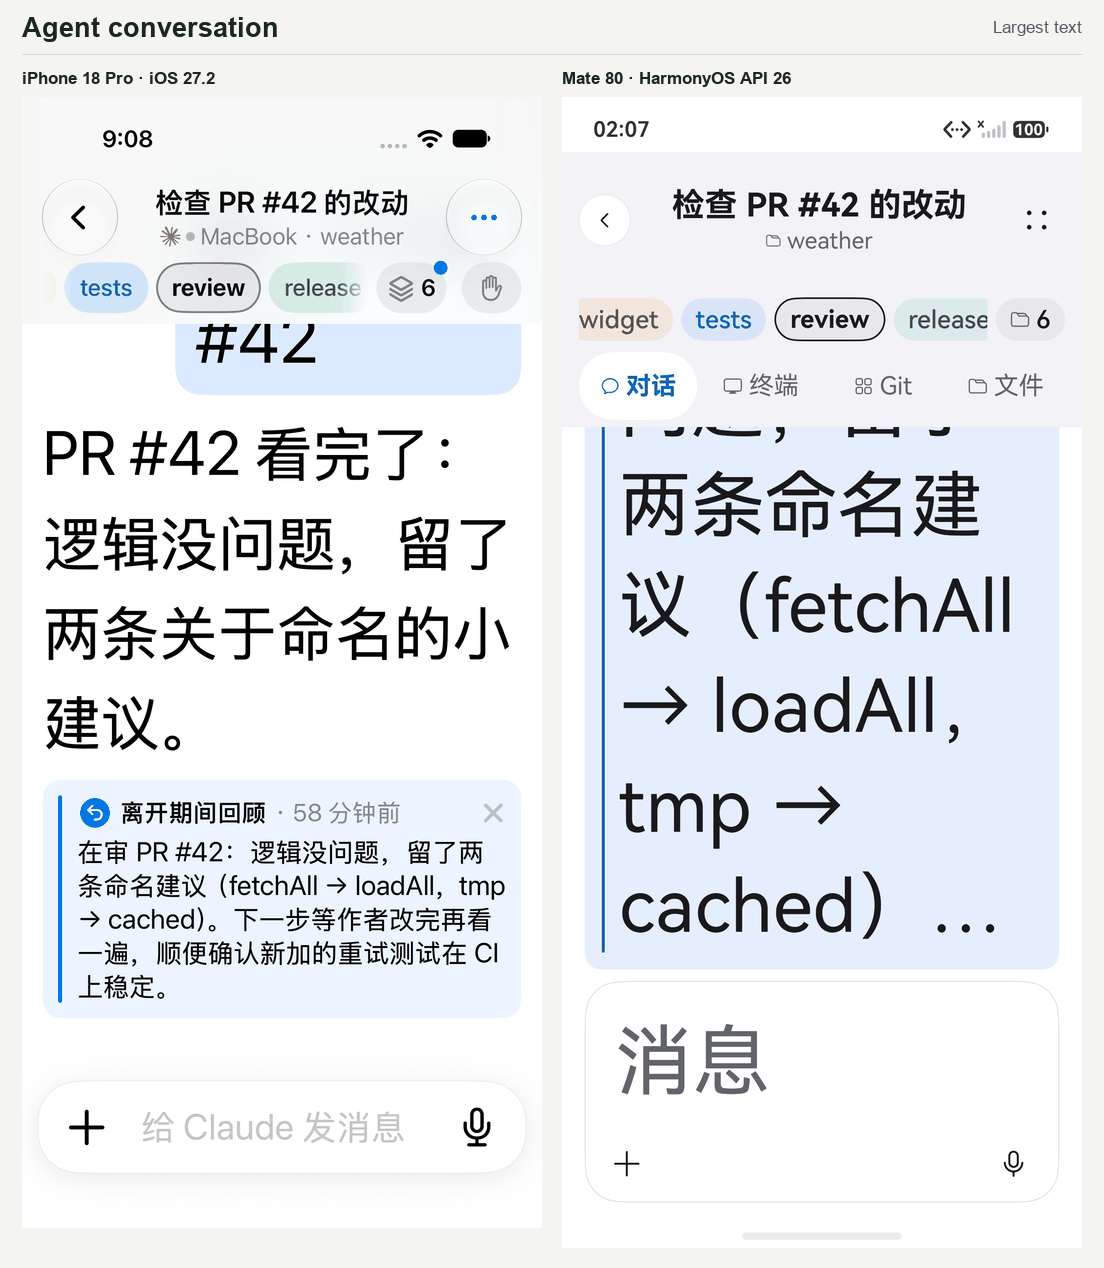 Agent conversation
Largest text
iPhone 18 Pro · iOS 27.2
9:08
检查 PR #42 的改动
MacBook · weather
tests
review
release
6
#42
PR #42 看完了：
逻辑没问题，留了
两条关于命名的小
建议。
离开期间回顾 · 58 分钟前
在审 PR #42：逻辑没问题，留了两
条命名建议（fetchAll → loadAll，tmp
→ cached）。下一步等作者改完再看
一遍，顺便确认新加的重试测试在 CI
上稳定。
给 Claude 发消息
Mate 80 · HarmonyOS API 26
02:07
100
检查 PR #42 的改动
weather
widget
tests
review
release
6
对话
终端
Git
文件
两条命名建
议（fetchAll
→ loadAll，
tmp →
cached）…
消息